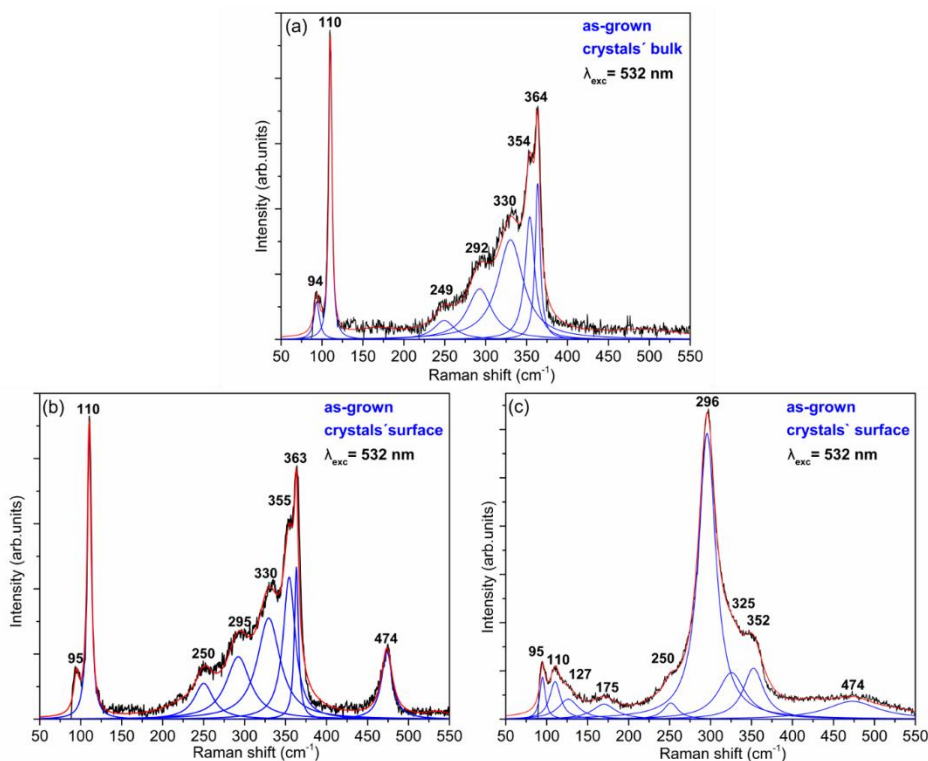 (a)
110
as-grown
crystals´ bulk
λexc= 532 nm
364
354
330
292
249
94
Intensity (arb.units)
50 100 150 200 250 300 350 400 450 500 550
Raman shift (cm-1)
(b)
110
as-grown
crystals´surface
λexc= 532 nm
363
355
330
295
250
95
474
Intensity (arb.units)
50 100 150 200 250 300 350 400 450 500 550
Raman shift (cm-1)
(c)
296
as-grown
crystals` surface
λexc= 532 nm
325
352
95
110
127
175
250
474
Intensity (arb.units)
50 100 150 200 250 300 350 400 450 500 550
Raman shift (cm-1)